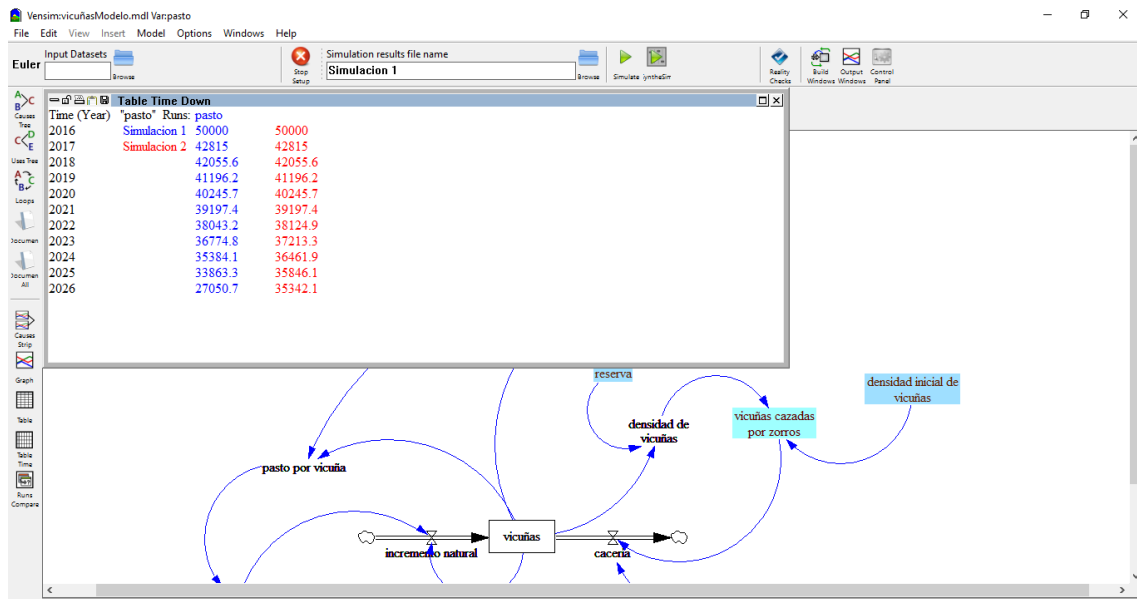 Vensim:vicuñasModelo.mdl Var:pasto
File Edit View Insert Model Options Windows Help
Euler
Input Datasets
Browse
Stop
Setup
Simulation results file name
Simulacion 1
Browse
Simulate
SyntheSim
Reality
Checks
Build
Windows
Output
Windows
Control
Panel
A
B
C
Causes
Tree
C
D
E
Uses Tree
A
B
C
Loops
Documen
Documen
All
Causes
Strip
Graph
Table
Table
Time
Runs
Compare
Table Time Down
Time (Year) "pasto" Runs: pasto
2016 Simulacion 1 50000 50000
2017 Simulacion 2 42815 42815
2018 42055.6 42055.6
2019 41196.2 41196.2
2020 40245.7 40245.7
2021 39197.4 39197.4
2022 38043.2 38124.9
2023 36774.8 37213.3
2024 35384.1 36461.9
2025 33863.3 35846.1
2026 27050.7 35342.1
reserva
densidad inicial de
vicuñas
densidad de
vicuñas
vicuñas cazadas
por zorros
pasto por vicuña
vicuñas
incremento natural
caceria